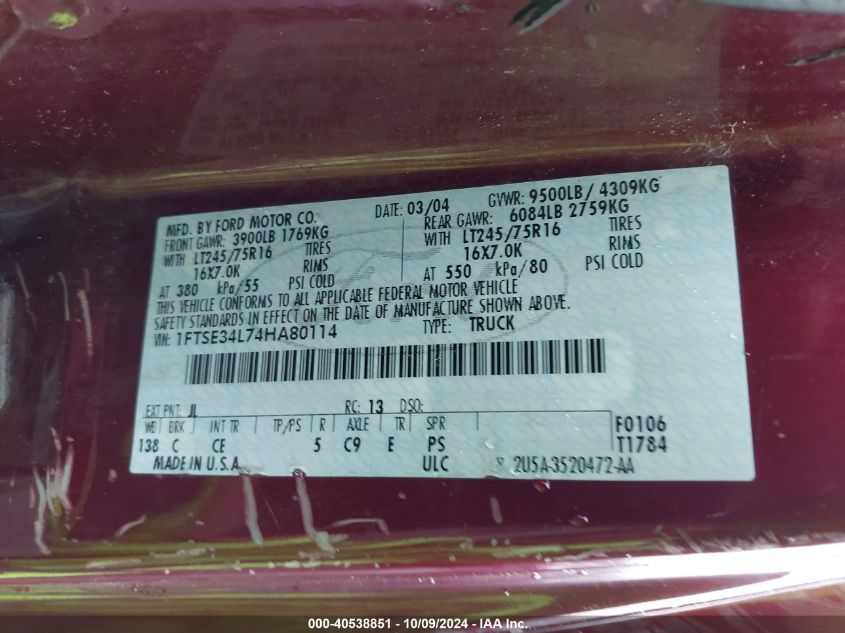 MFD. BY FORD MOTOR CO. DATE: 03/04 GVWR: 9500LB/ 4309KG
FRONT GAWR: 3900LB 1769KG REAR GAWR: 6084LB 2759KG
WITH LT245/75R16 TIRES WITH LT245/75R16 TIRES
16X7.0K RIMS 16X7.0K RIMS
AT 380 kPa/55 PSI COLD AT 550 kPa/80 PSI COLD
THIS VEHICLE CONFORMS TO ALL APPLICABLE FEDERAL MOTOR VEHICLE
SAFETY STANDARDS IN EFFECT ON THE DATE OF MANUFACTURE SHOWN ABOVE.
VIN: 1FTSE34L74HA80114 TYPE: TRUCK
EXT PNT: JL RC: 13 DSO:
WB BRK INT TR TP/PS R AXLE TR SPR F0106
138 C CE 5 C9 E PS T1784
MADE IN U.S.A. ULC 2U5A-3520472-AA
000-40538851 / 10/09/2024 - IAA Inc.